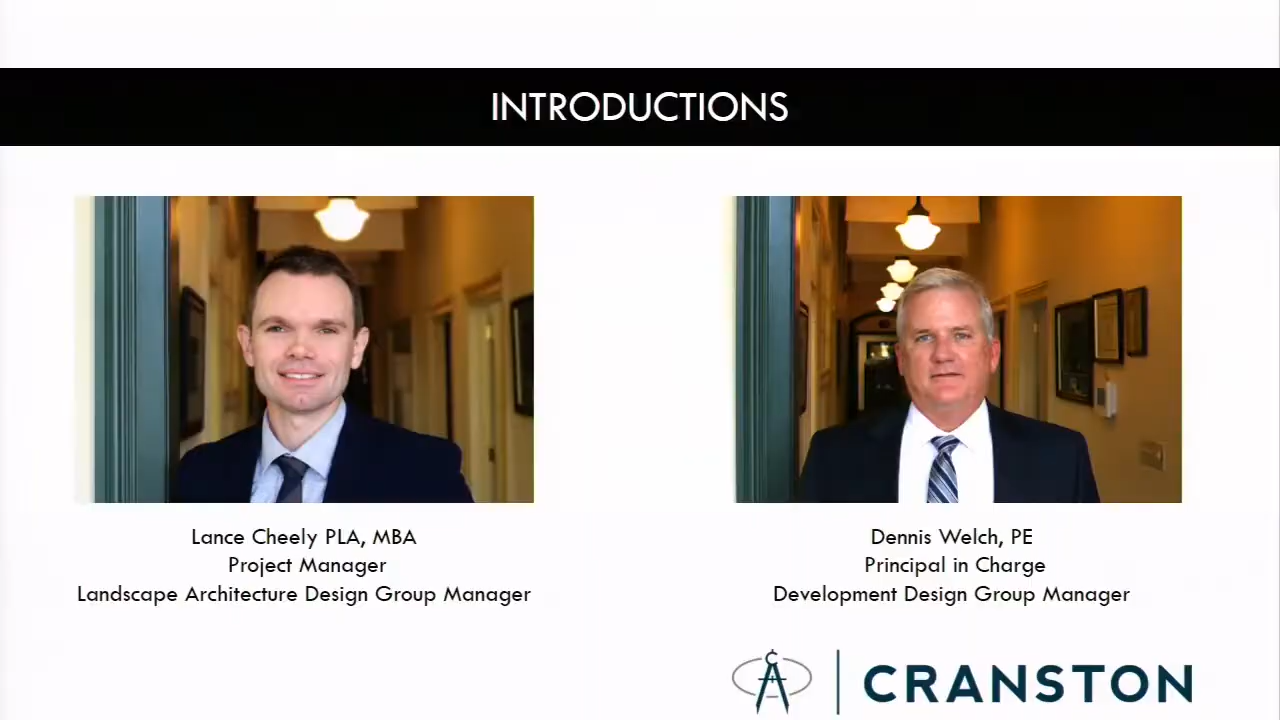 INTRODUCTIONS
Lance Cheely PLA, MBA
Project Manager
Landscape Architecture Design Group Manager
Dennis Welch, PE
Principal in Charge
Development Design Group Manager
CRANSTON